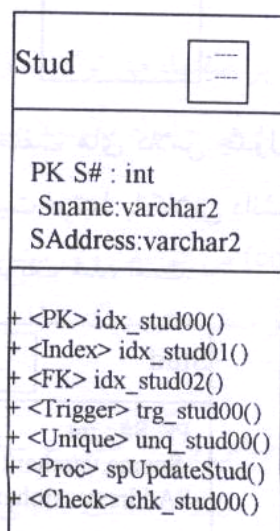 Stud
PK S# : int
Sname:varchar2
SAddress:varchar2
+ <PK> idx_stud00()
+ <Index> idx_stud01()
+ <FK> idx_stud02()
+ <Trigger> trg_stud00()
+ <Unique> unq_stud00()
+ <Proc> spUpdateStud()
+ <Check> chk_stud00()